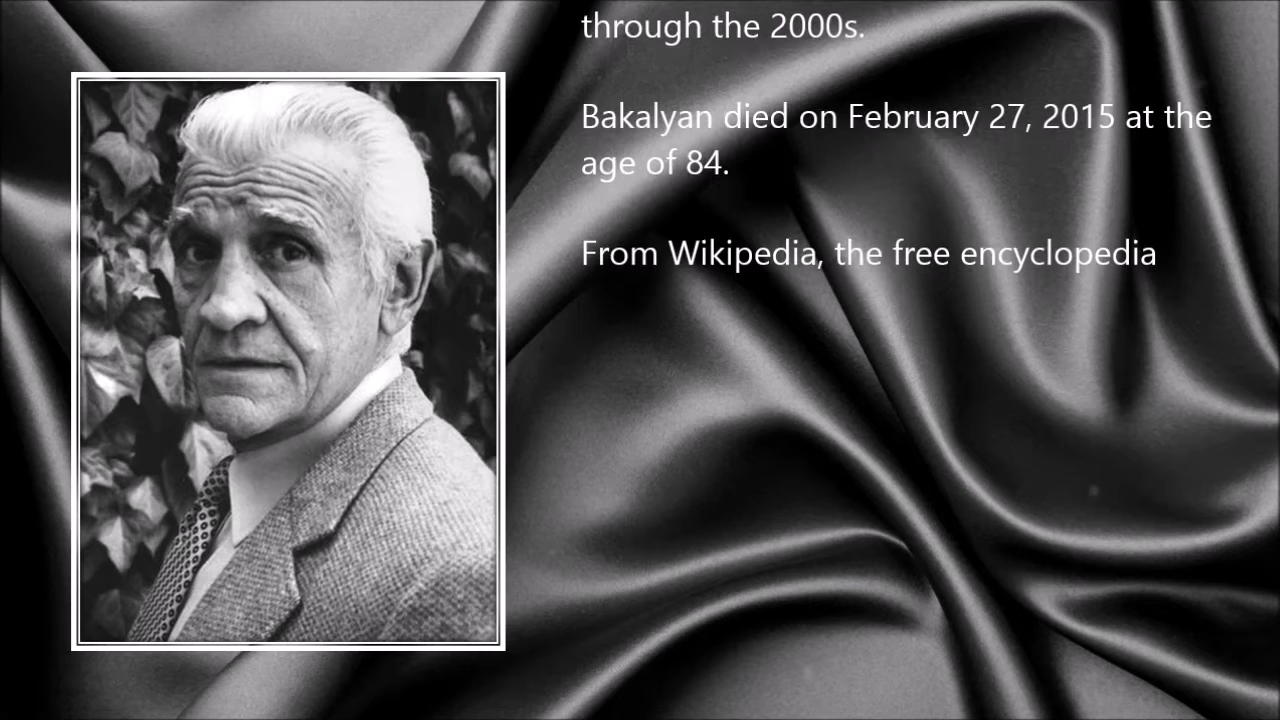 through the 2000s.
Bakalyan died on February 27, 2015 at the
age of 84.
From Wikipedia, the free encyclopedia